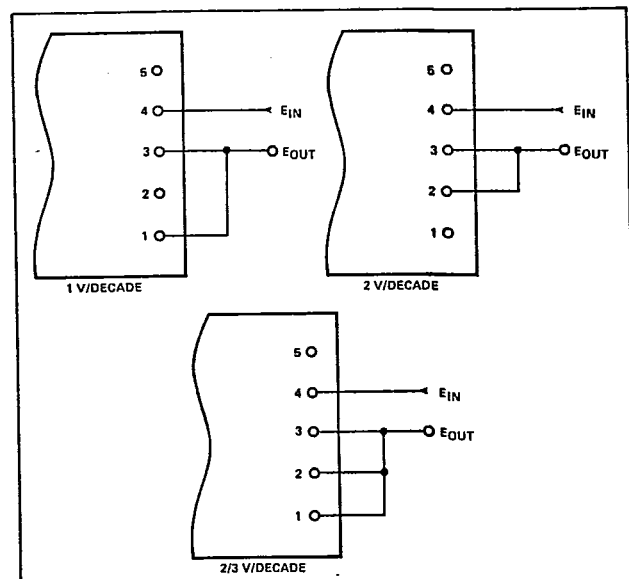 5
4 EIN
3 EOUT
2
1
1 V/DECADE
5
4 EIN
3 EOUT
2
1
2 V/DECADE
5
4 EIN
3 EOUT
2
1
2/3 V/DECADE